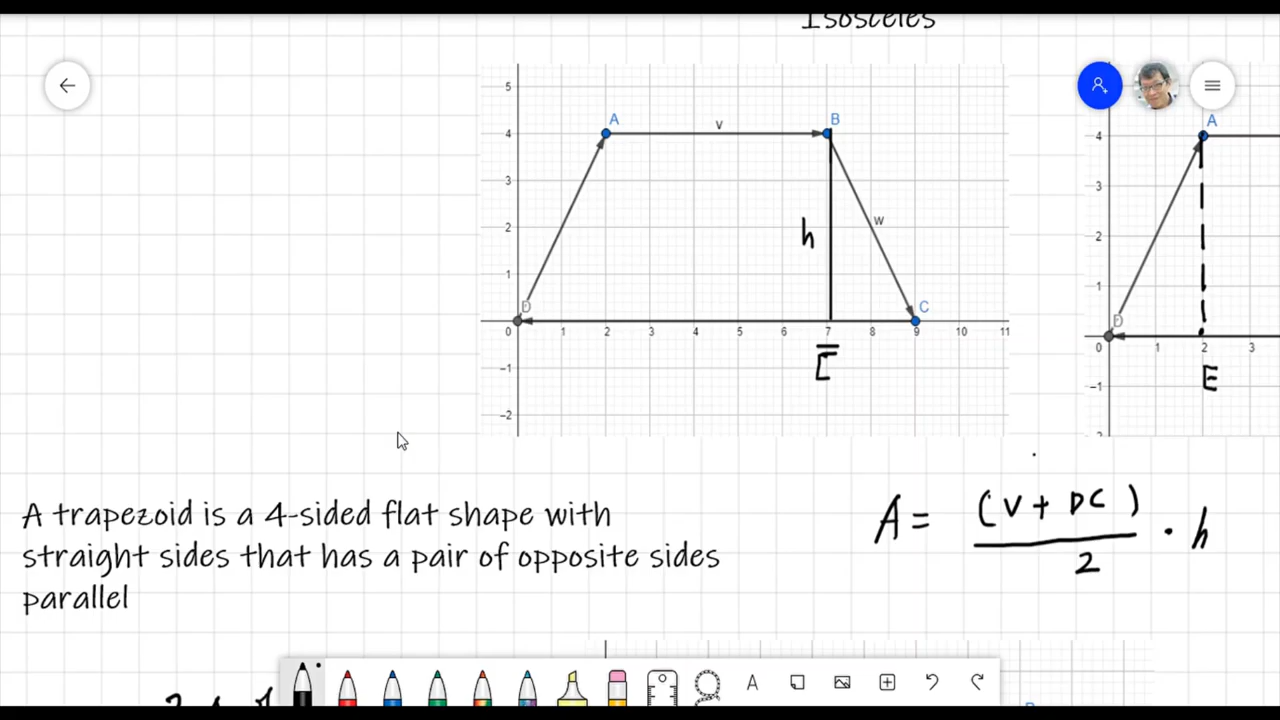 Isosceles
5
A
v
B
A
4
4
3
3
w
2
h
2
1
1
D
C
D
0
1
2
3
4
5
6
7
8
9
10
11
0
1
2
3
E
-1
E
-1
-2
A trapezoid is a 4-sided flat shape with
straight sides that has a pair of opposite sides
parallel
A = (V + DC) / 2 · h
A